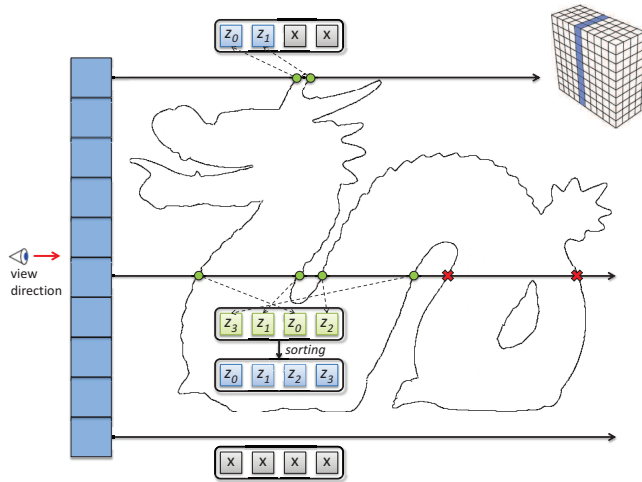 z0 z1 x x
view
direction
z3 z1 z0 z2
sorting
z0 z1 z2 z3
x x x x